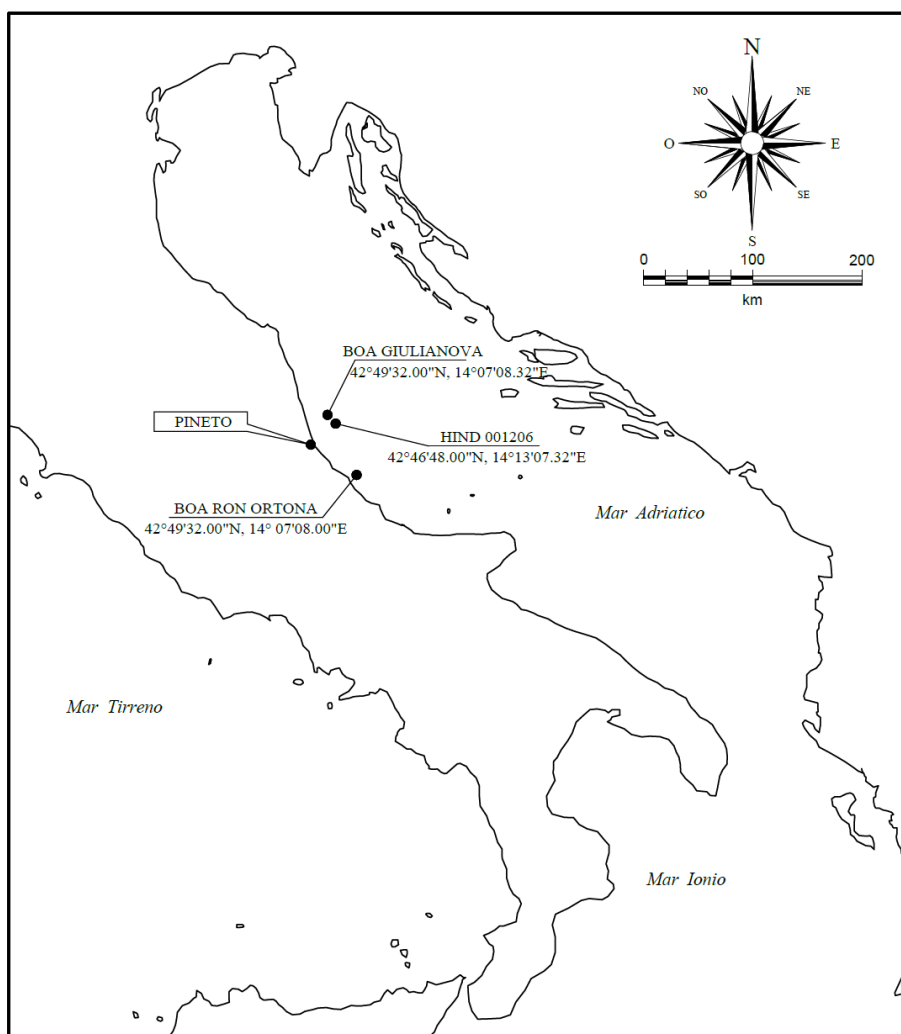 N
NO
NE
O
E
SO
SE
S
0 100 200
km
BOA GIULIANOVA
42°49'32.00"N, 14°07'08.32"E
PINETO
HIND 001206
42°46'48.00"N, 14°13'07.32"E
BOA RON ORTONA
42°49'32.00"N, 14° 07'08.00"E
Mar Adriatico
Mar Tirreno
Mar Ionio